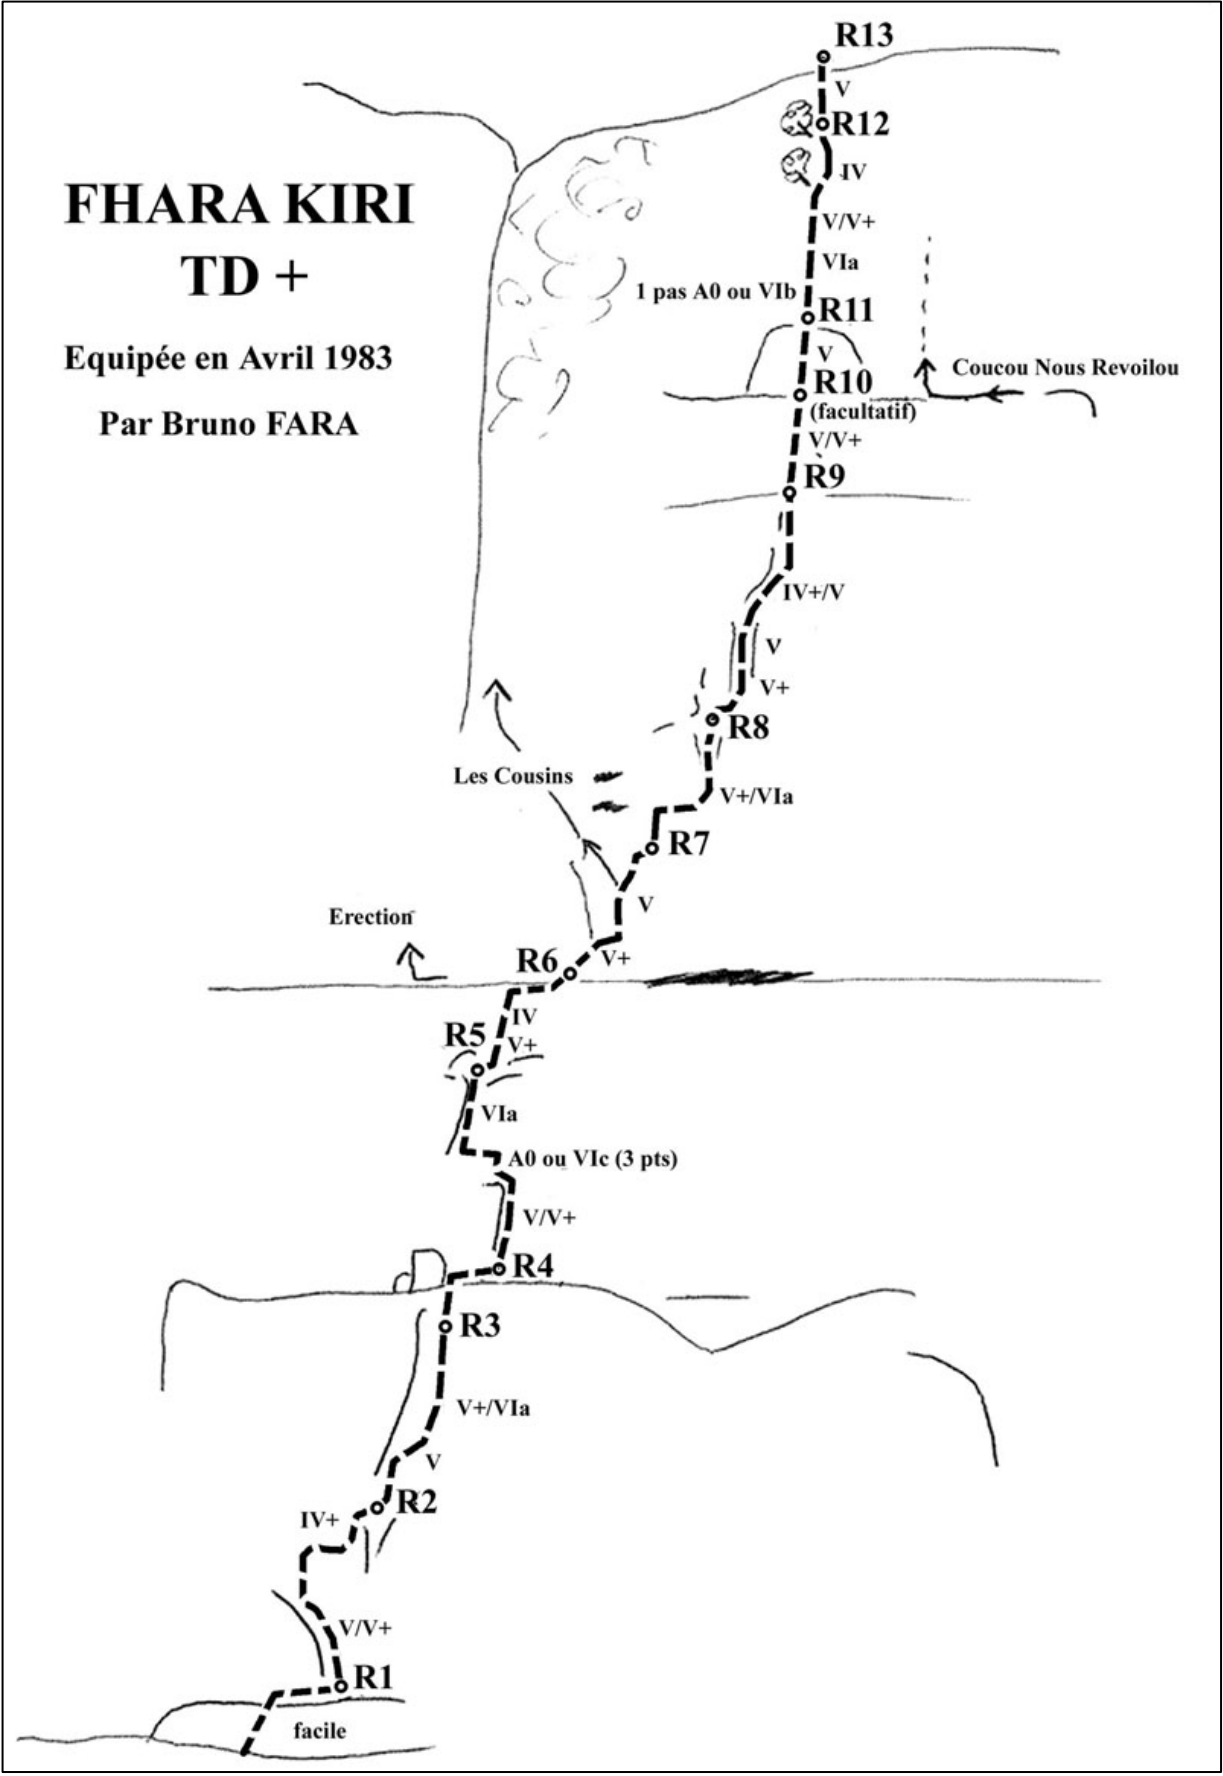 R13
V
R12
IV
FHARA KIRI
TD +
Equipée en Avril 1983
Par Bruno FARA
V/V+
VIa
1 pas A0 ou VIb
R11
V
R10
(facultatif)
Coucou Nous Revoilou
V/V+
R9
IV+/V
V
V+
R8
Les Cousins
V+/VIa
R7
V
Erection
R6
V+
IV
R5
V+
VIa
A0 ou VIc (3 pts)
V/V+
R4
R3
V+/VIa
V
R2
IV+
V/V+
R1
facile